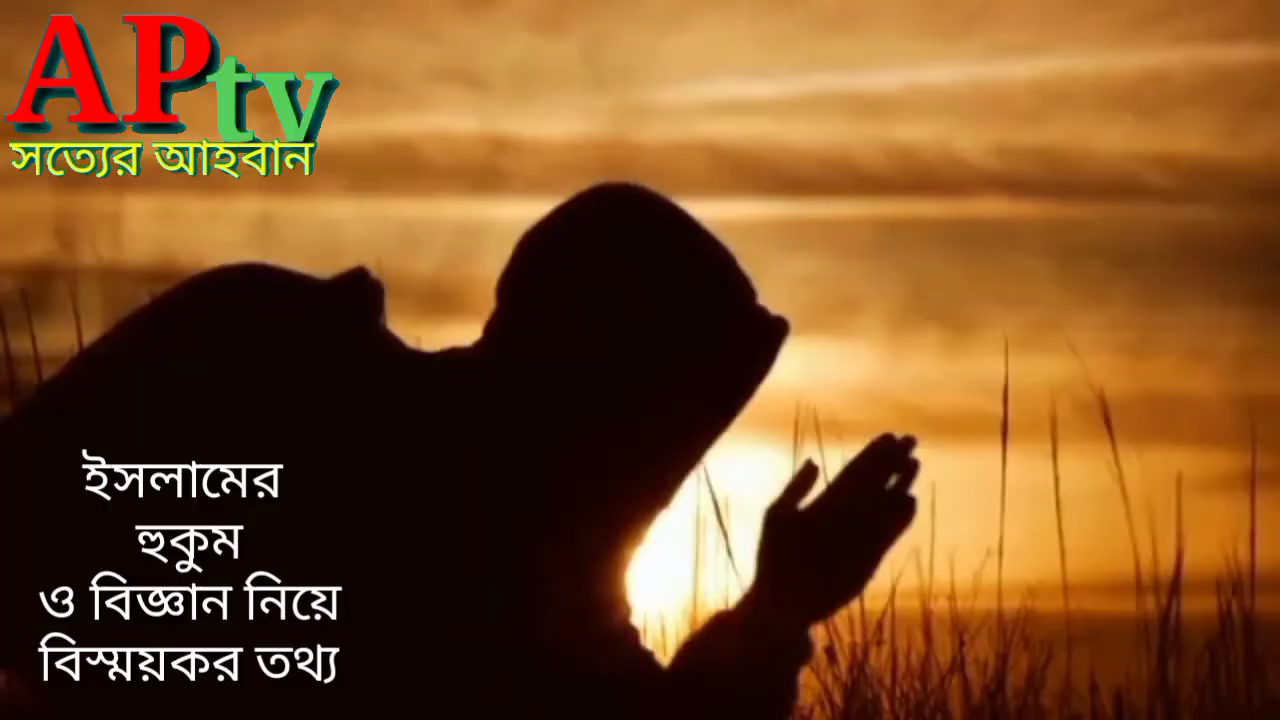 APtv
সত্যের আহবান
ইসলামের
হুকুম
ও বিজ্ঞান নিয়ে
বিস্ময়কর তথ্য